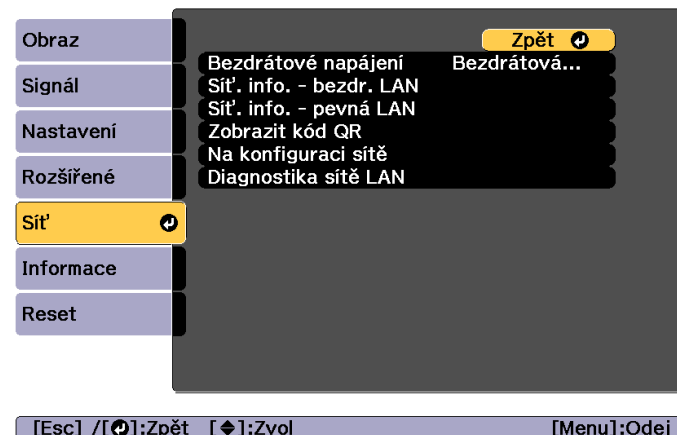 Obraz
Signál
Nastavení
Rozšířené
Síť
Informace
Reset
Zpět
Bezdrátové napájení Bezdrátová...
Síť. info. - bezdr. LAN
Síť. info. - pevná LAN
Zobrazit kód QR
Na konfiguraci sítě
Diagnostika sítě LAN
[Esc] /[]:Zpět []:Zvol [Menu]:Odej